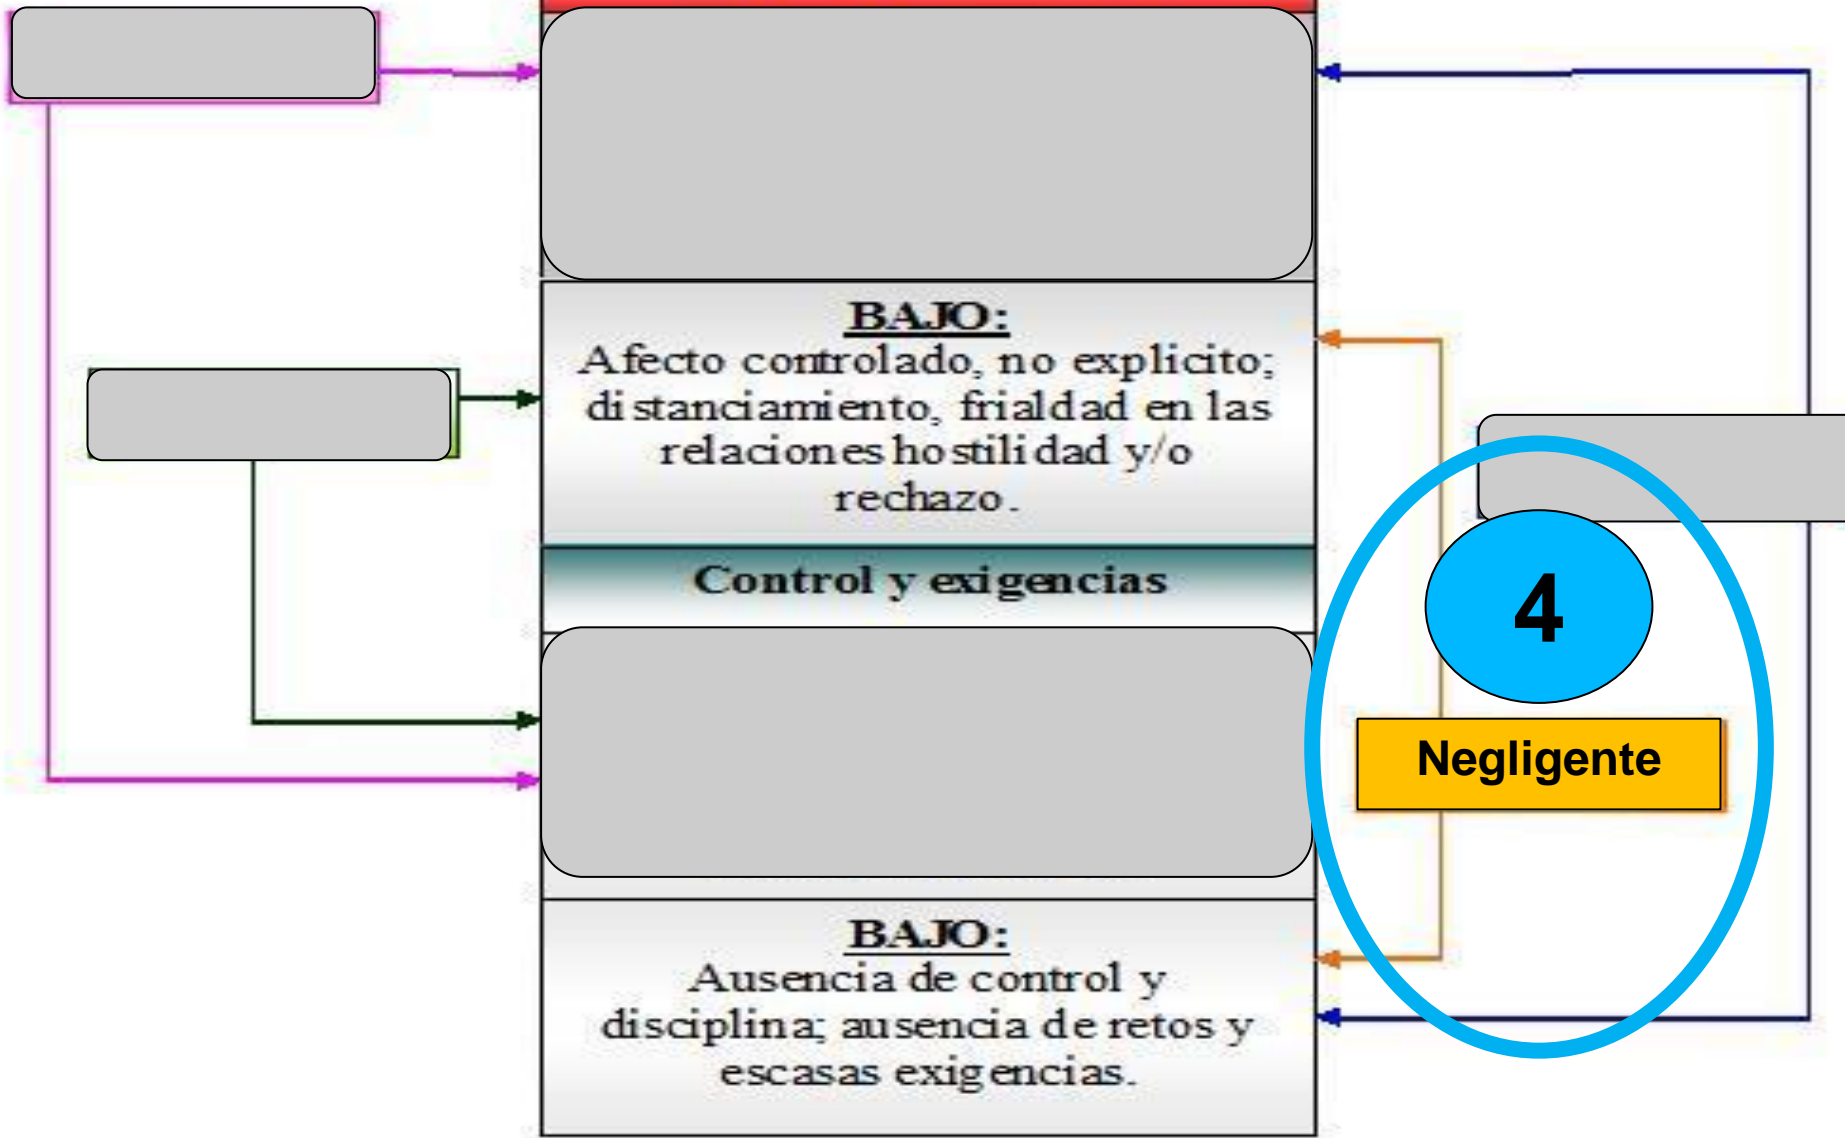 BAJO:
Afecto controlado, no explicito;
distanciamiento, frialdad en las
relaciones hostilidad y/o
rechazo.
Control y exigencias
4
Negligente
BAJO:
Ausencia de control y
disciplina; ausencia de retos y
escasas exigencias.